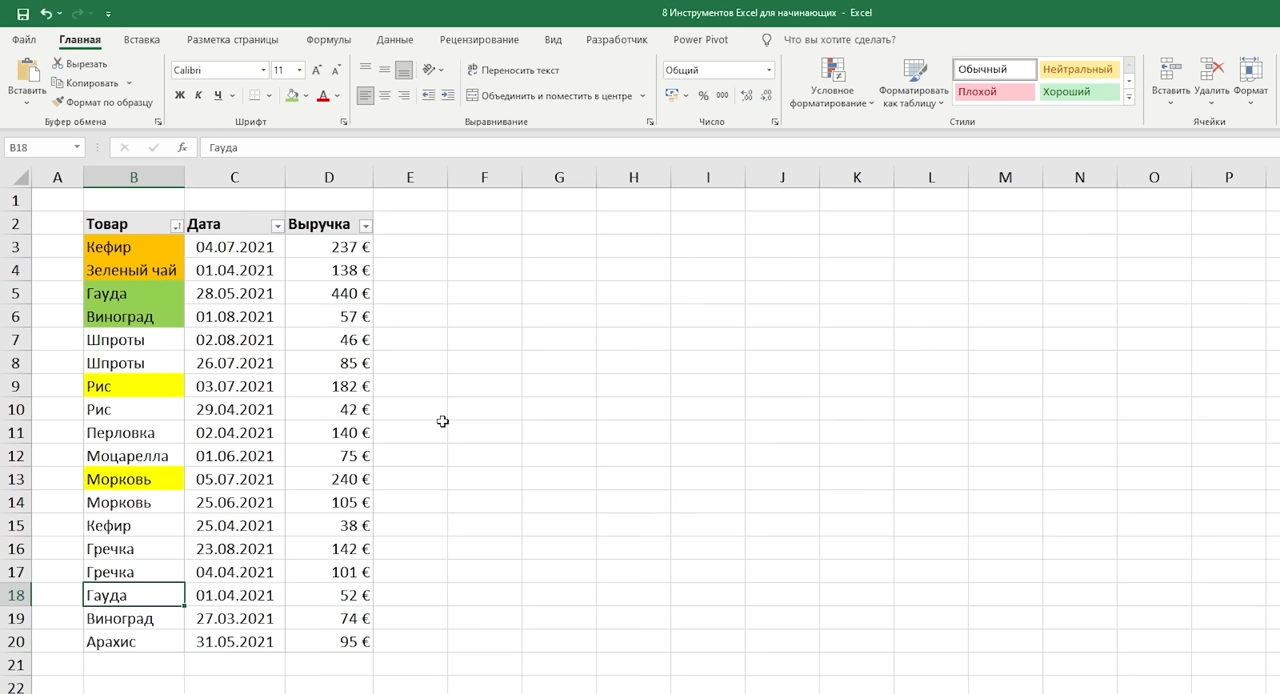 8 Инструментов Excel для начинающих - Excel
Файл Главная Вставка Разметка страницы Формулы Данные Рецензирование Вид Разработчик Power Pivot Что вы хотите сделать?
Вставить
Вырезать
Копировать
Формат по образцу
Буфер обмена
Calibri 11
Ж К Ч
Шрифт
Переносить текст
Объединить и поместить в центре
Выравнивание
Общий
% 000
Число
Условное форматирование
Форматировать как таблицу
Обычный Нейтральный
Плохой Хороший
Стили
Вставить Удалить Формат
Ячейки
B18 fx Гауда
A B C D E F G H I J K L M N O P
1
2 Товар Дата Выручка
3 Кефир 04.07.2021 237 €
4 Зеленый чай 01.04.2021 138 €
5 Гауда 28.05.2021 440 €
6 Виноград 01.08.2021 57 €
7 Шпроты 02.08.2021 46 €
8 Шпроты 26.07.2021 85 €
9 Рис 03.07.2021 182 €
10 Рис 29.04.2021 42 €
11 Перловка 02.04.2021 140 €
12 Моцарелла 01.06.2021 75 €
13 Морковь 05.07.2021 240 €
14 Морковь 25.06.2021 105 €
15 Кефир 25.04.2021 38 €
16 Гречка 23.08.2021 142 €
17 Гречка 04.04.2021 101 €
18 Гауда 01.04.2021 52 €
19 Виноград 27.03.2021 74 €
20 Арахис 31.05.2021 95 €
21
22